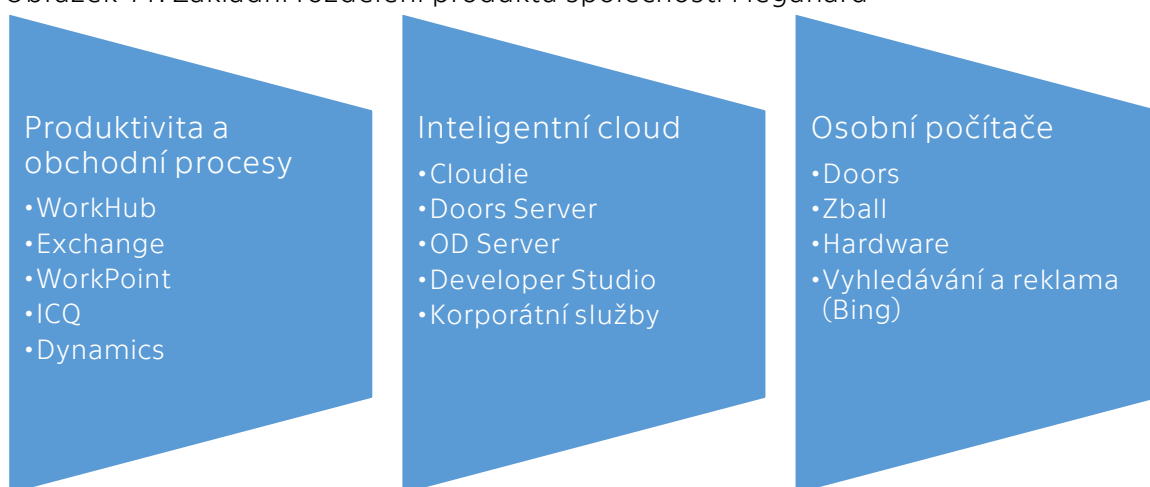 Produktivita a
obchodní procesy
•WorkHub
•Exchange
•WorkPoint
•ICQ
•Dynamics
Inteligentní cloud
•Cloudie
•Doors Server
•OD Server
•Developer Studio
•Korporátní služby
Osobní počítače
•Doors
•Zball
•Hardware
•Vyhledávání a reklama
(Bing)